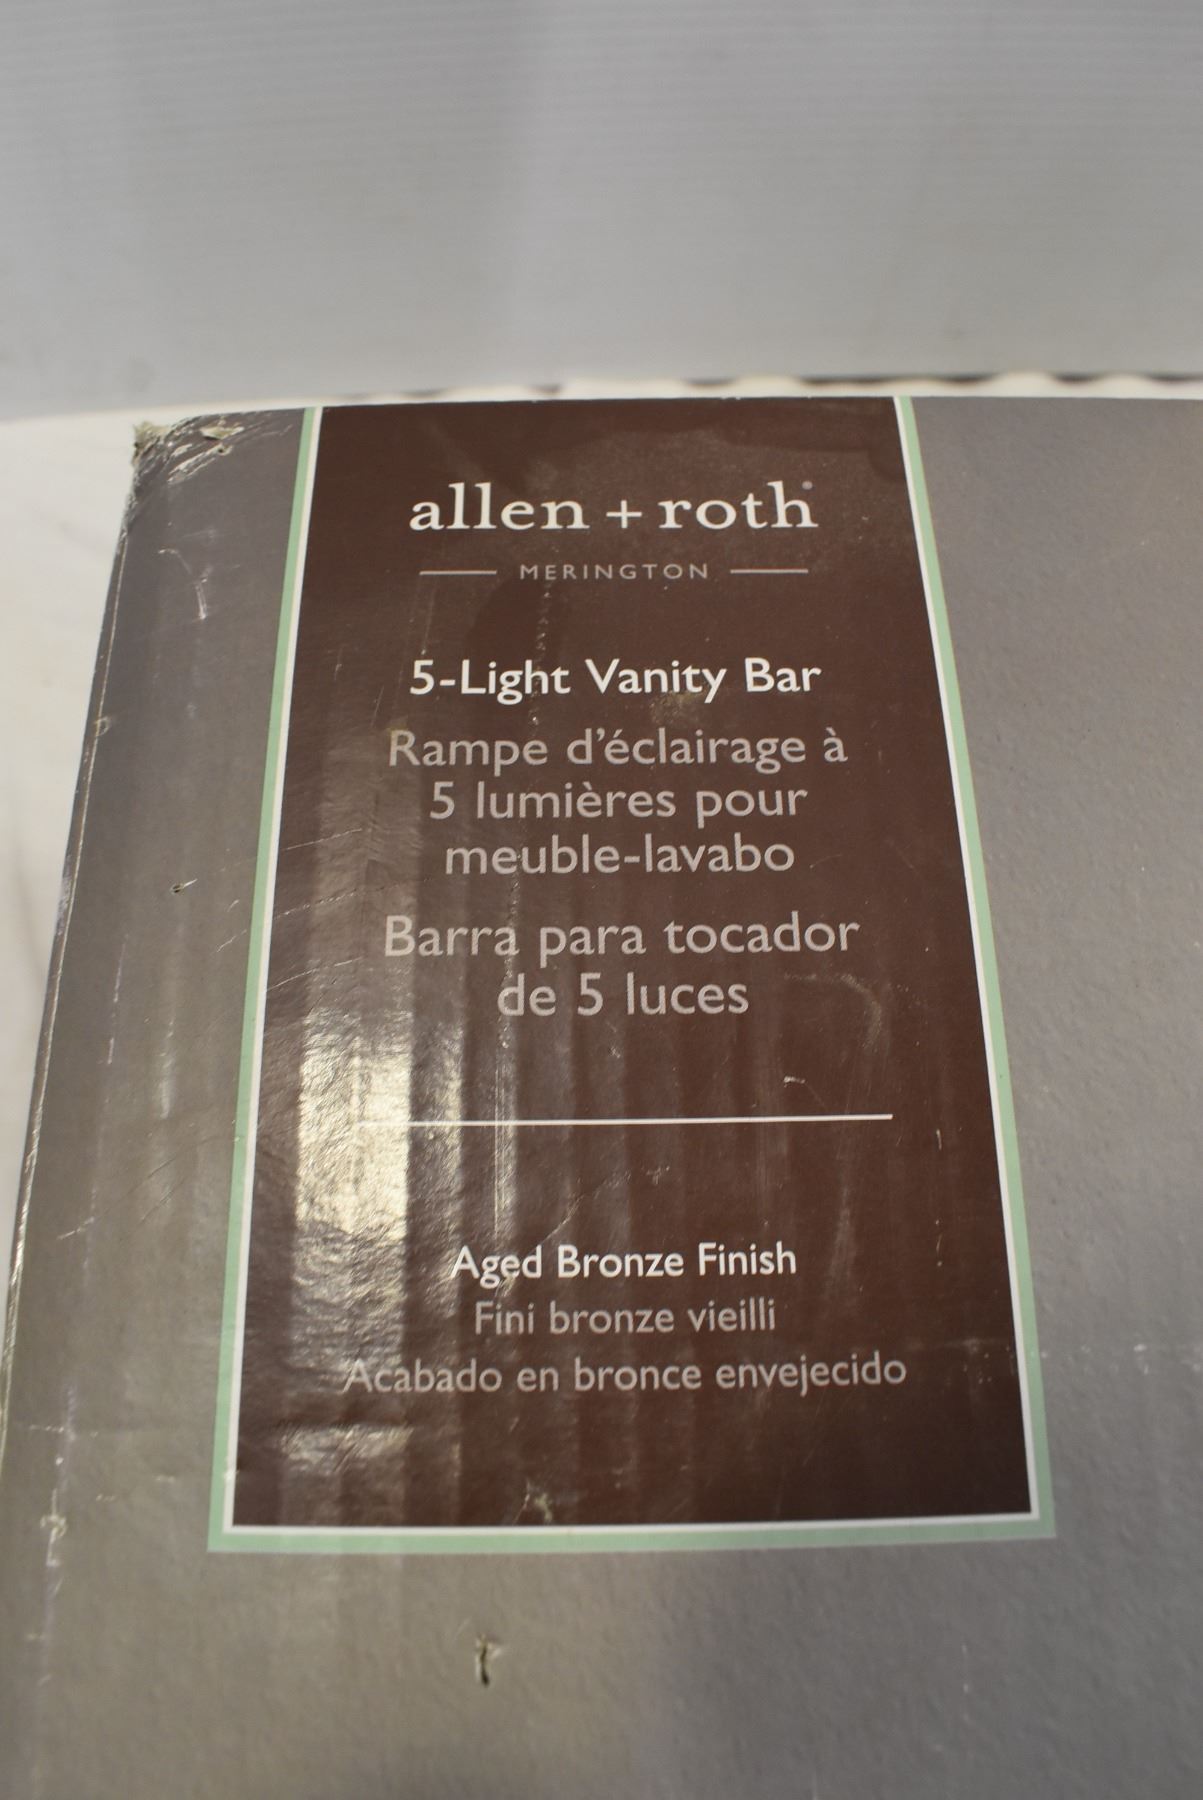 allen + roth®
MERINGTON
5-Light Vanity Bar
Rampe d'éclairage à
5 lumières pour
meuble-lavabo
Barra para tocador
de 5 luces
Aged Bronze Finish
Fini bronze vieilli
Acabado en bronce envejecido